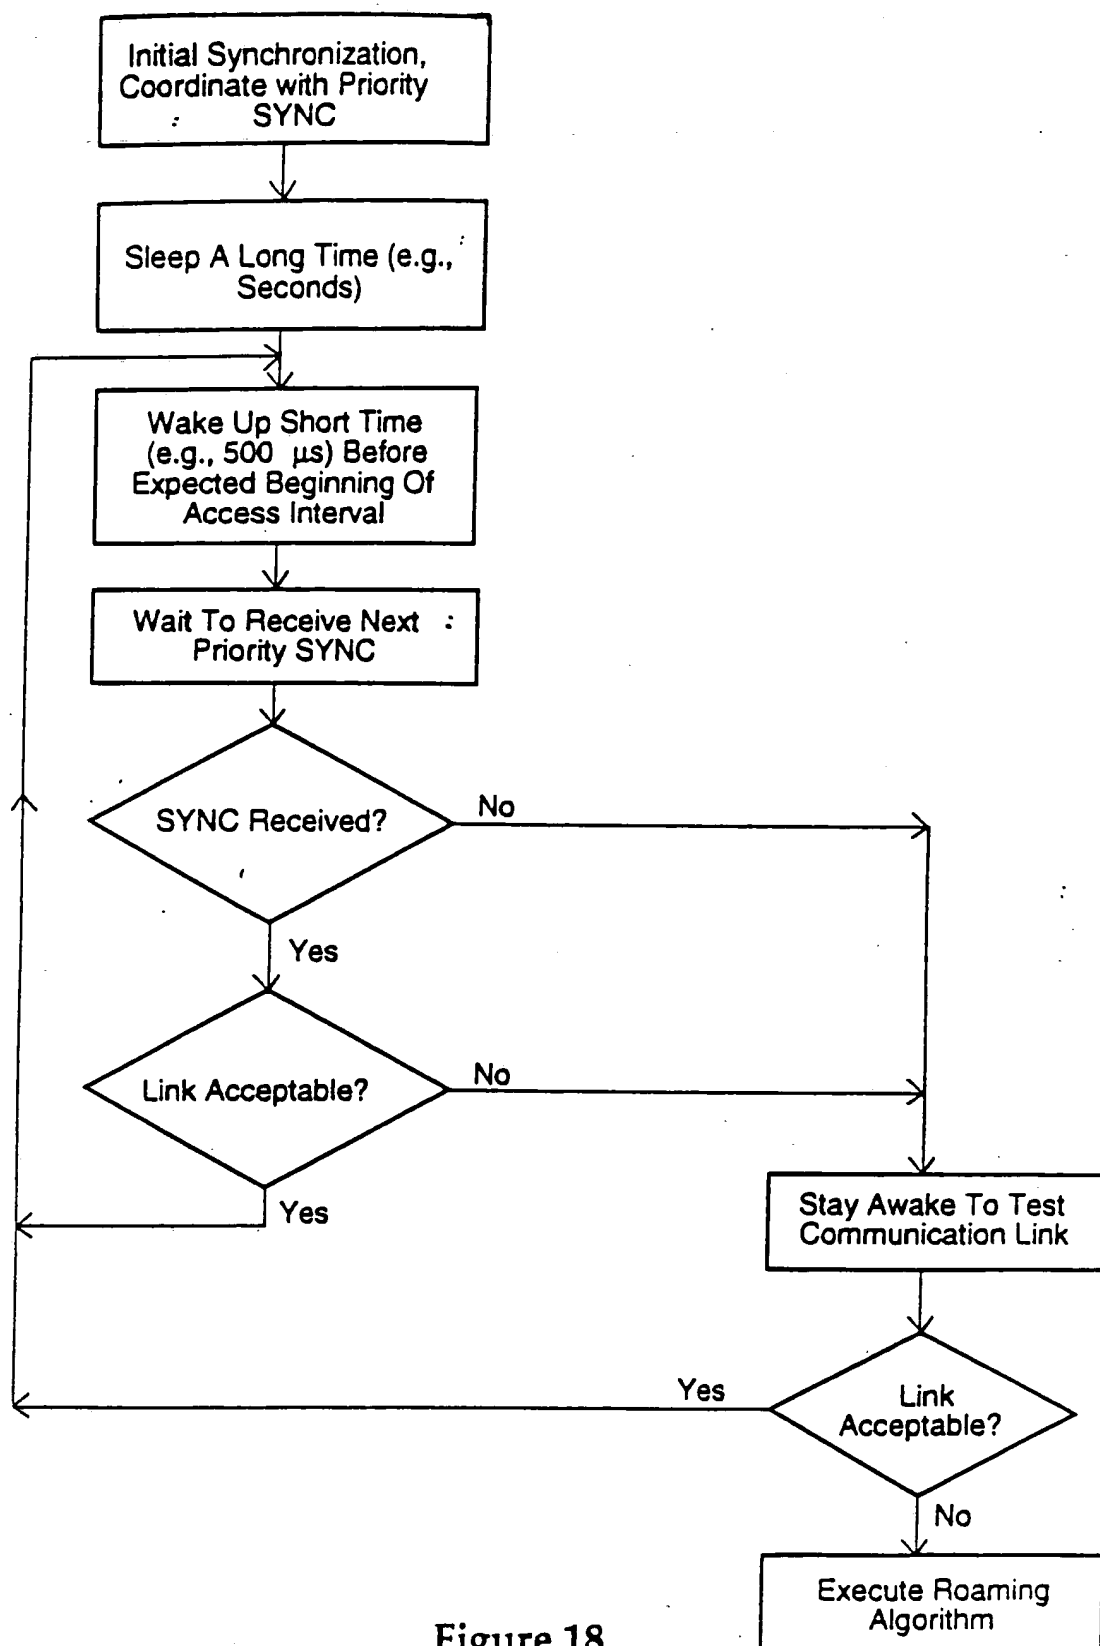 Initial Synchronization,
Coordinate with Priority
SYNC
Sleep A Long Time (e.g.,
Seconds)
Wake Up Short Time
(e.g., 500 μs) Before
Expected Beginning Of
Access Interval
Wait To Receive Next
Priority SYNC
SYNC Received?
No
Yes
Link Acceptable?
No
Yes
Stay Awake To Test
Communication Link
Link
Acceptable?
Yes
No
Execute Roaming
Algorithm
Figure 18